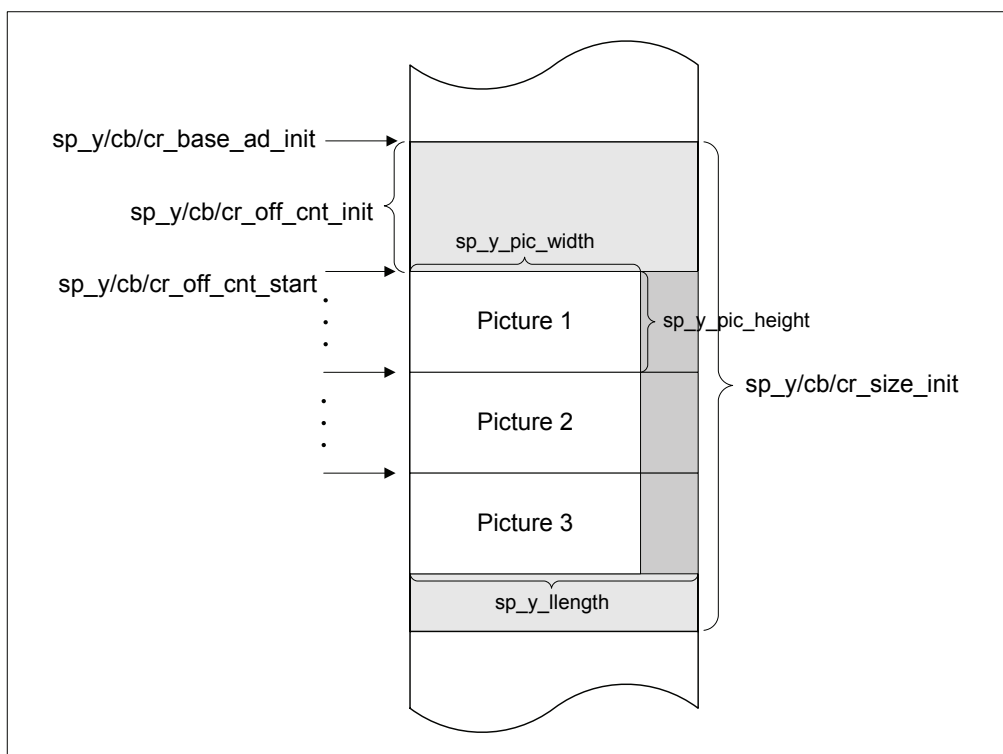 sp_y/cb/cr_base_ad_init
sp_y/cb/cr_off_cnt_init
sp_y_pic_width
sp_y/cb/cr_off_cnt_start
Picture 1
sp_y_pic_height
sp_y/cb/cr_size_init
Picture 2
Picture 3
sp_y_llength